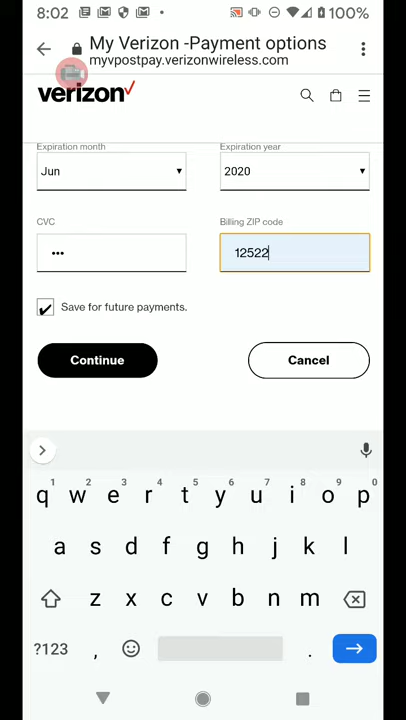 8:02 100%
My Verizon -Payment options
myvpostpay.verizonwireless.com
verizon
Expiration month Expiration year
Jun 2020
CVC Billing ZIP code
••• 12522
Save for future payments.
Continue Cancel
1 2 3 4 5 6 7 8 9 0
q w e r t y u i o p
a s d f g h j k l
z x c v b n m
?123 , .